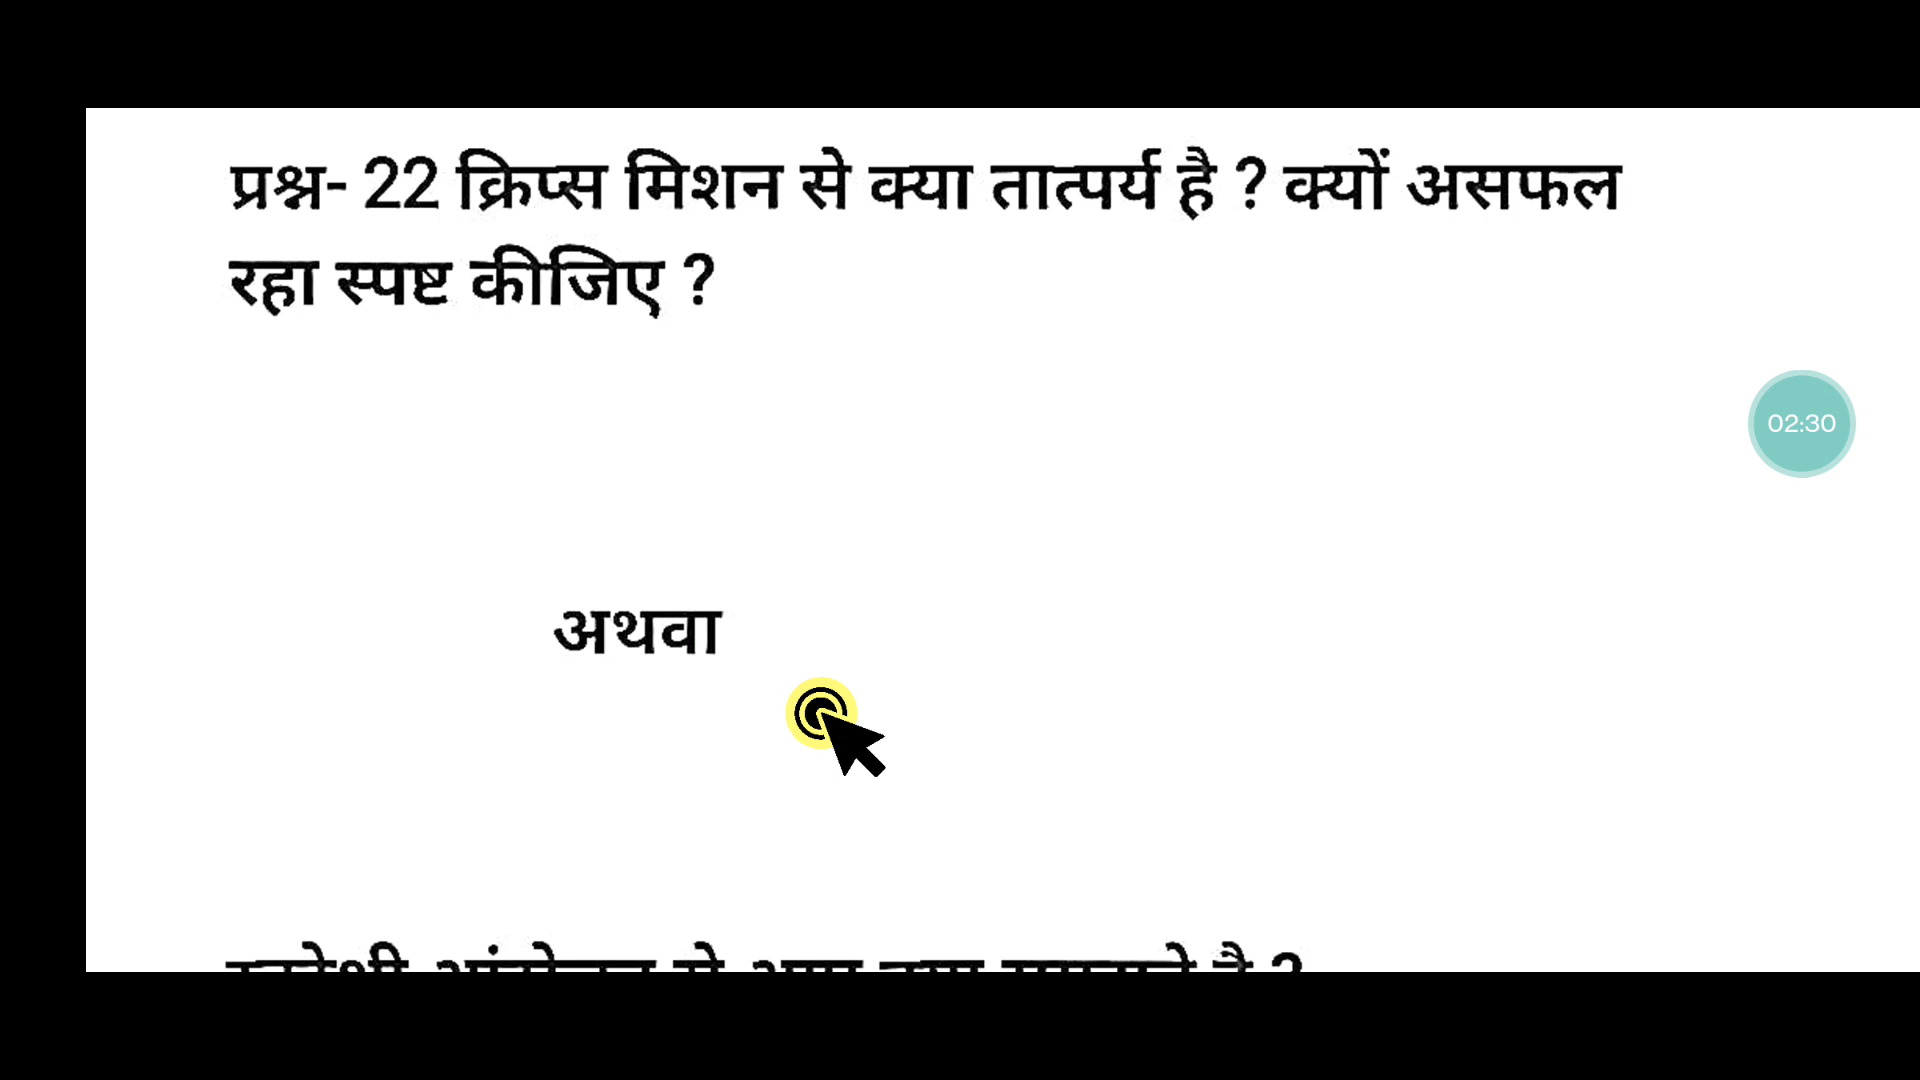 प्रश्न- 22 क्रिप्स मिशन से क्या तात्पर्य है ? क्यों असफल
रहा स्पष्ट कीजिए ?
02:30
अथवा